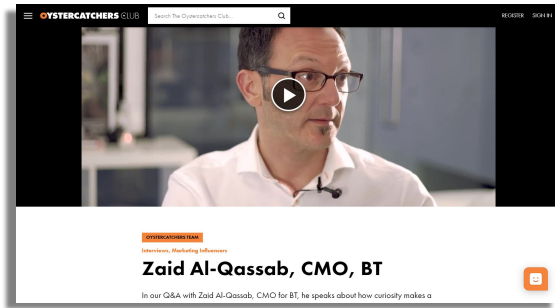 OYSTERCATCHERS CLUB
Search The Oystercatchers Club...
REGISTER SIGN IN
OYSTERCATCHERS TEAM
Interviews, Marketing Influencers
Zaid Al-Qassab, CMO, BT
In our Q&A with Zaid Al-Qassab, CMO for BT, he speaks about how curiosity makes a